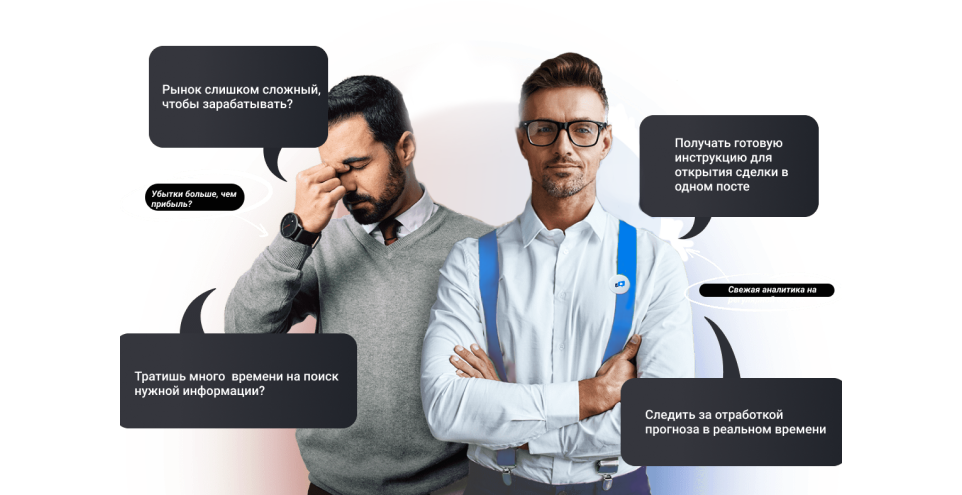 Рынок слишком сложный,
чтобы зарабатывать?
Убытки больше, чем
прибыль?
Тратишь много  времени на поиск
нужной информации?
Получать готовую
инструкцию для
открытия сделки в
одном посте
Свежая аналитика на
Следить за отработкой
прогноза в реальном времени